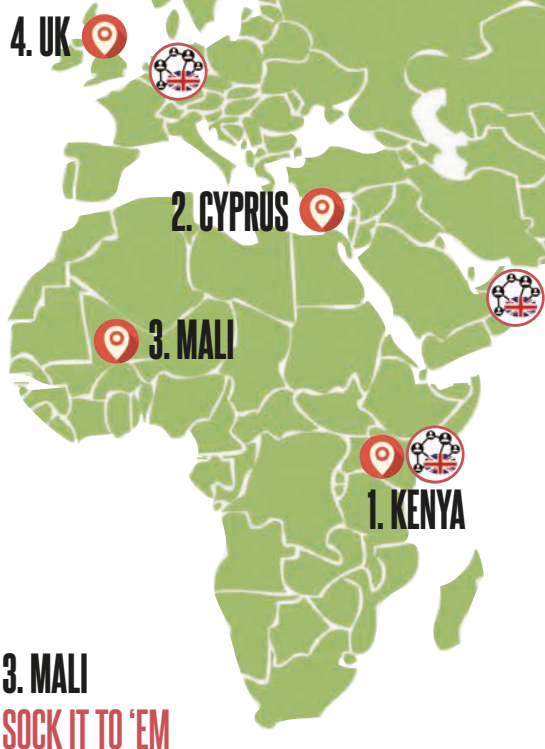 4. UK
2. CYPRUS
3. MALI
1. KENYA
3. MALI
SOCK IT TO ‘EM